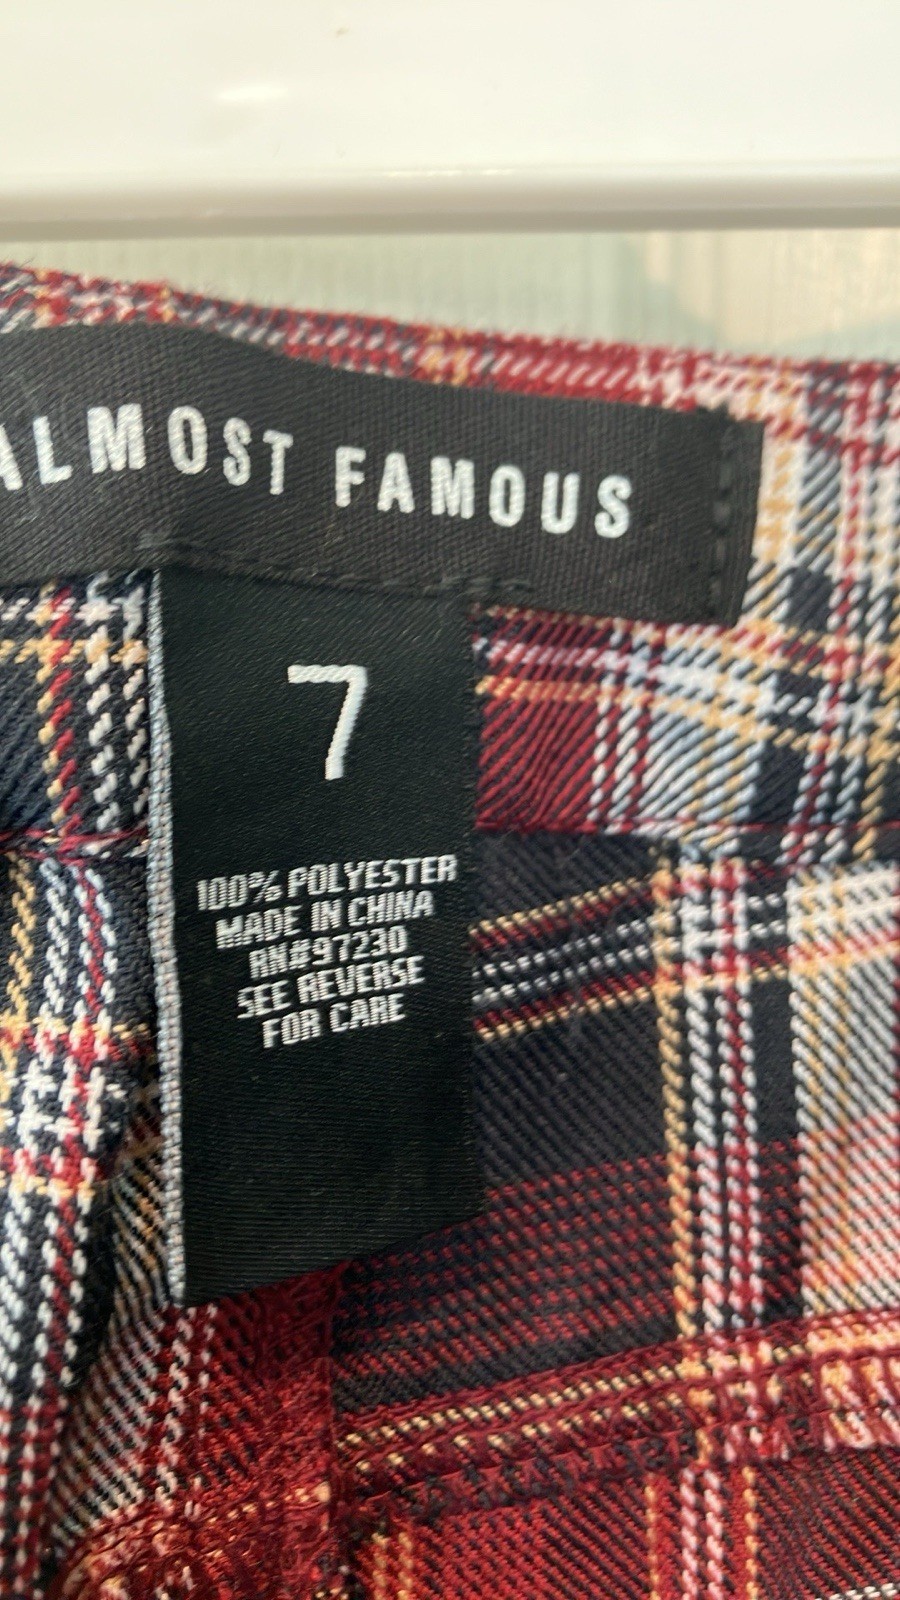 ALMOST FAMOUS
7
100% POLYESTER
MADE IN CHINA
RN#97230
SEE REVERSE
FOR CARE